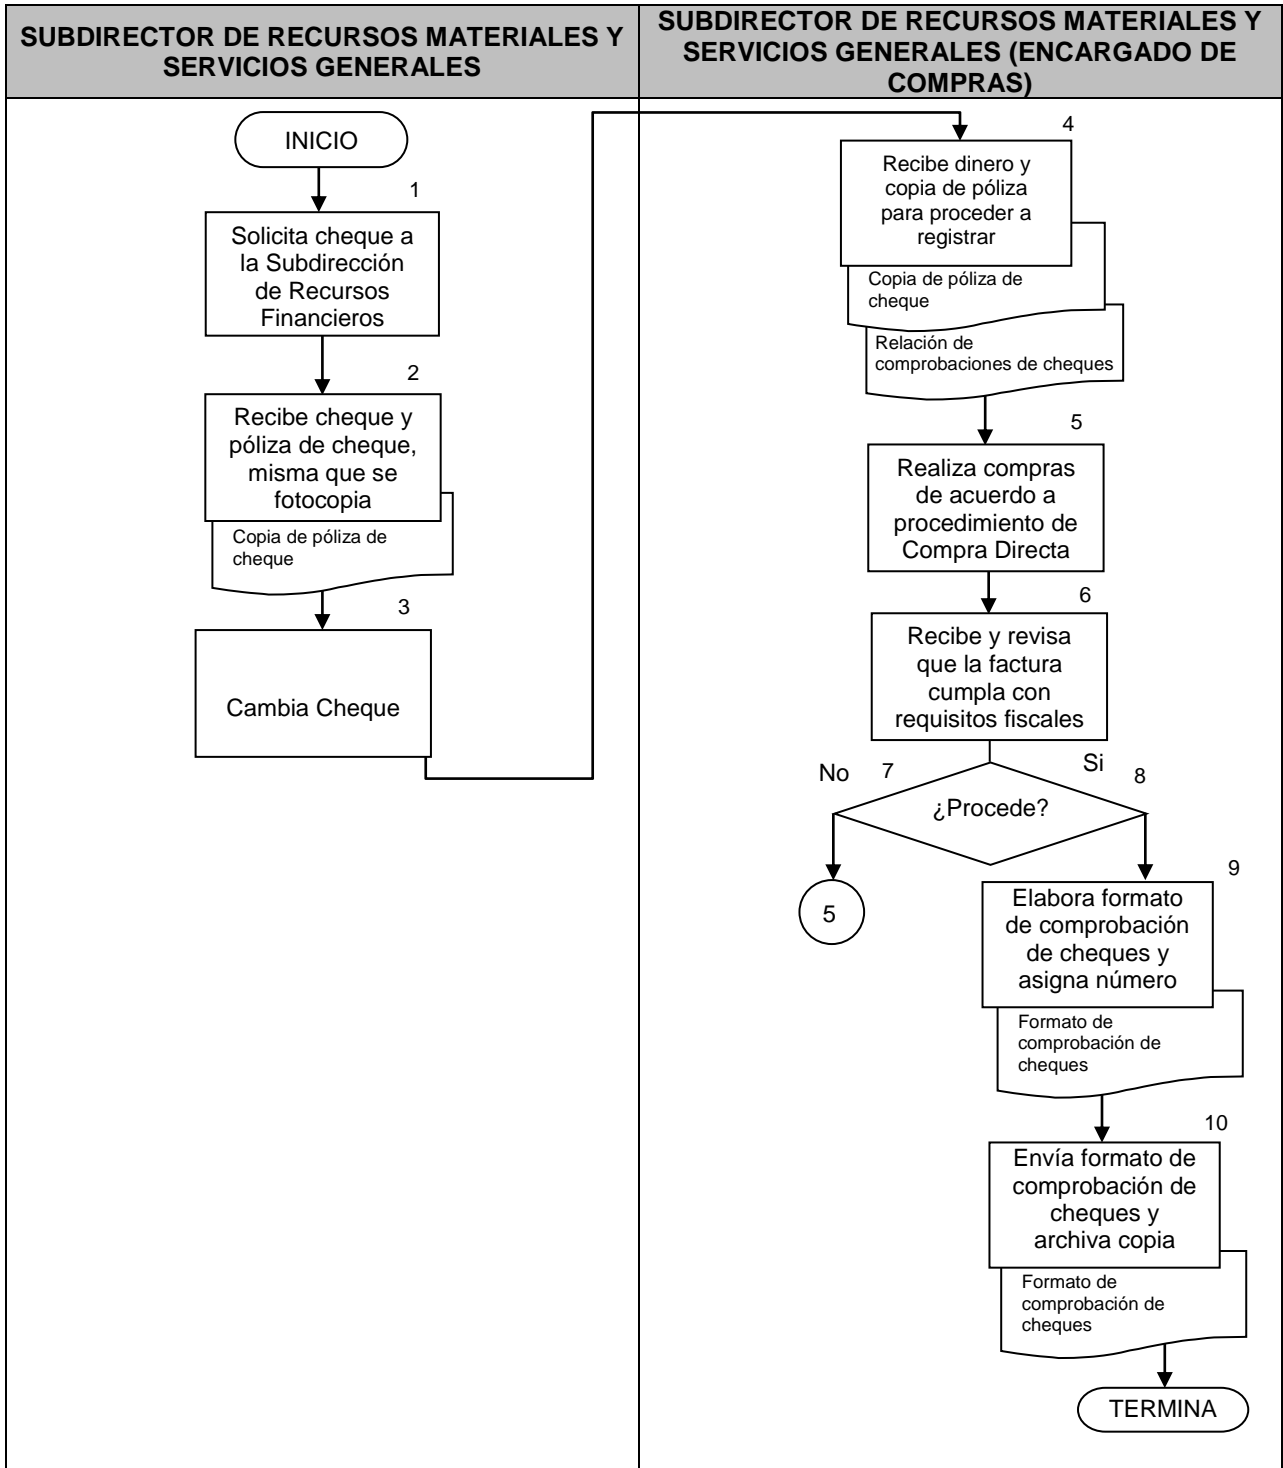 SUBDIRECTOR DE RECURSOS MATERIALES Y
SERVICIOS GENERALES
SUBDIRECTOR DE RECURSOS MATERIALES Y
SERVICIOS GENERALES (ENCARGADO DE
COMPRAS)
INICIO
1
Solicita cheque a
la Subdirección
de Recursos
Financieros
2
Recibe cheque y
póliza de cheque,
misma que se
fotocopia
Copia de póliza de
cheque
3
Cambia Cheque
4
Recibe dinero y
copia de póliza
para proceder a
registrar
Copia de póliza de
cheque
Relación de
comprobaciones de cheques
5
Realiza compras
de acuerdo a
procedimiento de
Compra Directa
6
Recibe y revisa
que la factura
cumpla con
requisitos fiscales
No 7
Si 8
¿Procede?
5
9
Elabora formato
de comprobación
de cheques y
asigna número
Formato de
comprobación de
cheques
10
Envía formato de
comprobación de
cheques y
archiva copia
Formato de
comprobación de
cheques
TERMINA